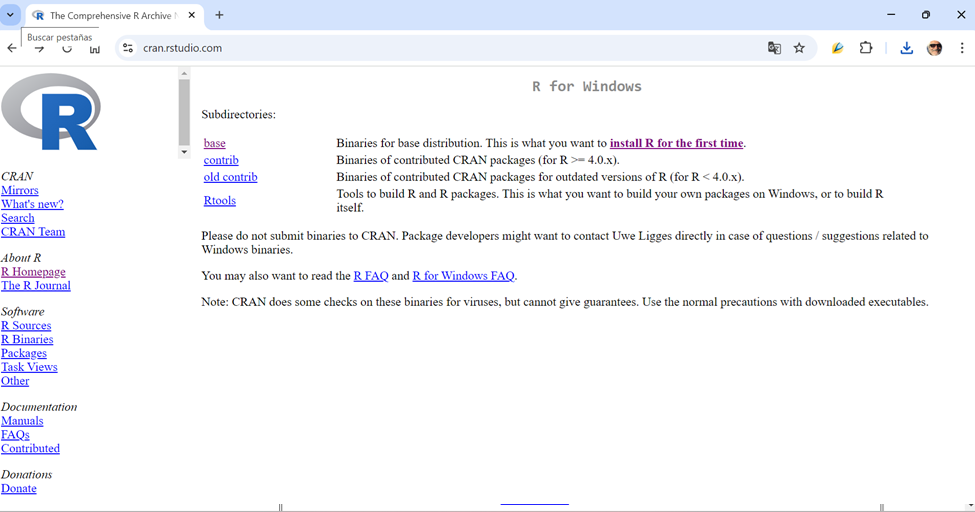 The Comprehensive R Archive N
Buscar pestañas
cran.rstudio.com
R
CRAN
Mirrors
What's new?
Search
CRAN Team
About R
R Homepage
The R Journal
Software
R Sources
R Binaries
Packages
Task Views
Other
Documentation
Manuals
FAQs
Contributed
Donations
Donate
R for Windows
Subdirectories:
base Binaries for base distribution. This is what you want to install R for the first time.
contrib Binaries of contributed CRAN packages (for R >= 4.0.x).
old contrib Binaries of contributed CRAN packages for outdated versions of R (for R < 4.0.x).
Rtools Tools to build R and R packages. This is what you want to build your own packages on Windows, or to build R
itself.
Please do not submit binaries to CRAN. Package developers might want to contact Uwe Ligges directly in case of questions / suggestions related to
Windows binaries.
You may also want to read the R FAQ and R for Windows FAQ.
Note: CRAN does some checks on these binaries for viruses, but cannot give guarantees. Use the normal precautions with downloaded executables.